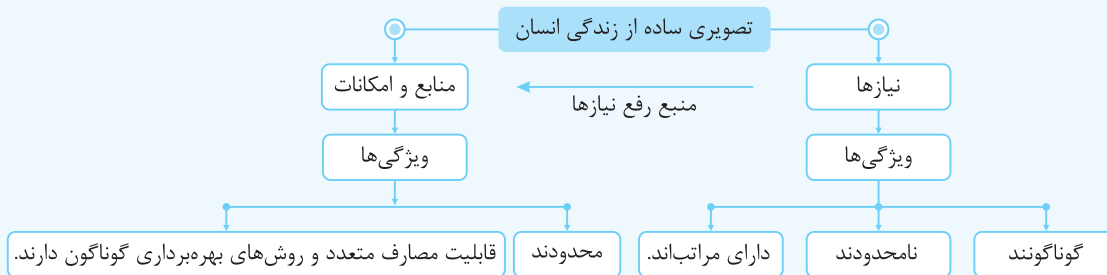 تصویری ساده از زندگی انسان
نیازها
منبع رفع نیازها
منابع و امکانات
ویژگی‌ها
ویژگی‌ها
گوناگونند
نامحدودند
دارای مراتب‌اند.
محدودند
قابلیت مصارف متعدد و روش‌های بهره‌برداری گوناگون دارند.